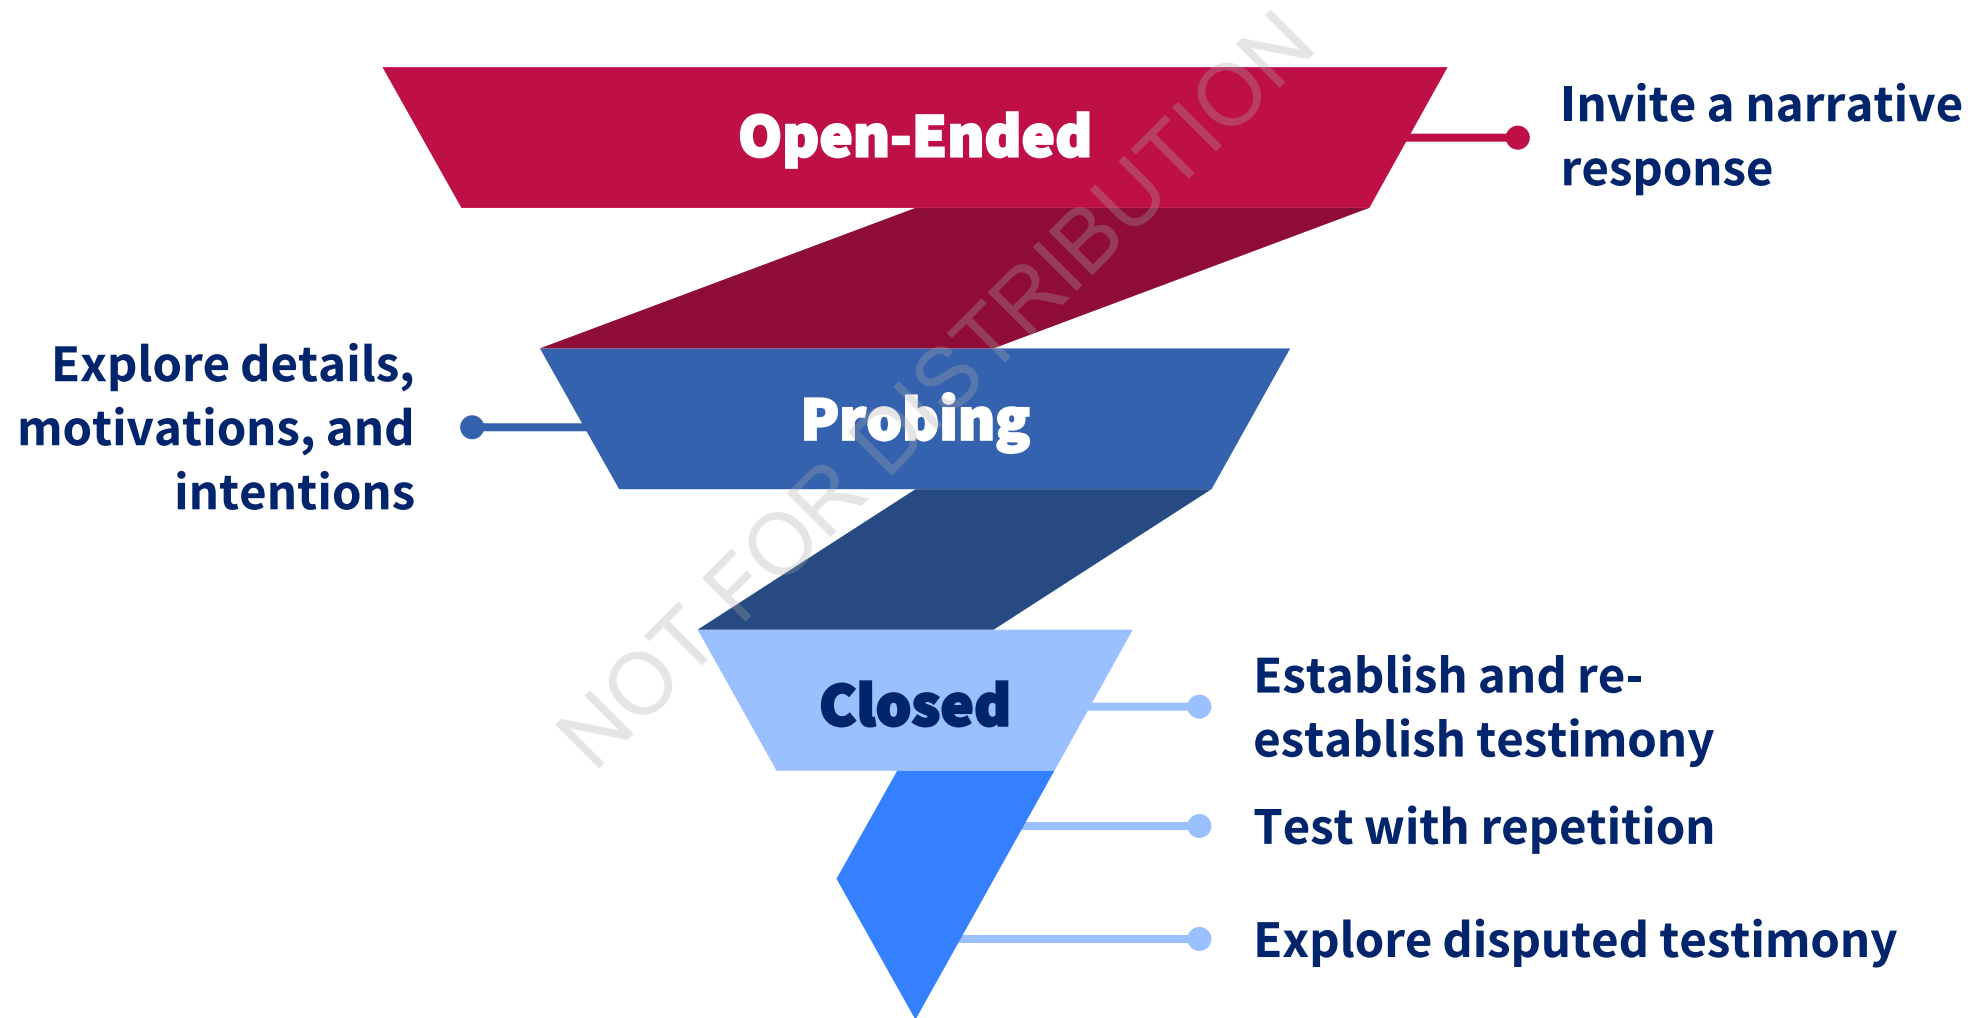 Open-Ended
Invite a narrative
response
Explore details,
motivations, and
intentions
Probing
Closed
Establish and re-
establish testimony
Test with repetition
Explore disputed testimony
NOT FOR DISTRIBUTION